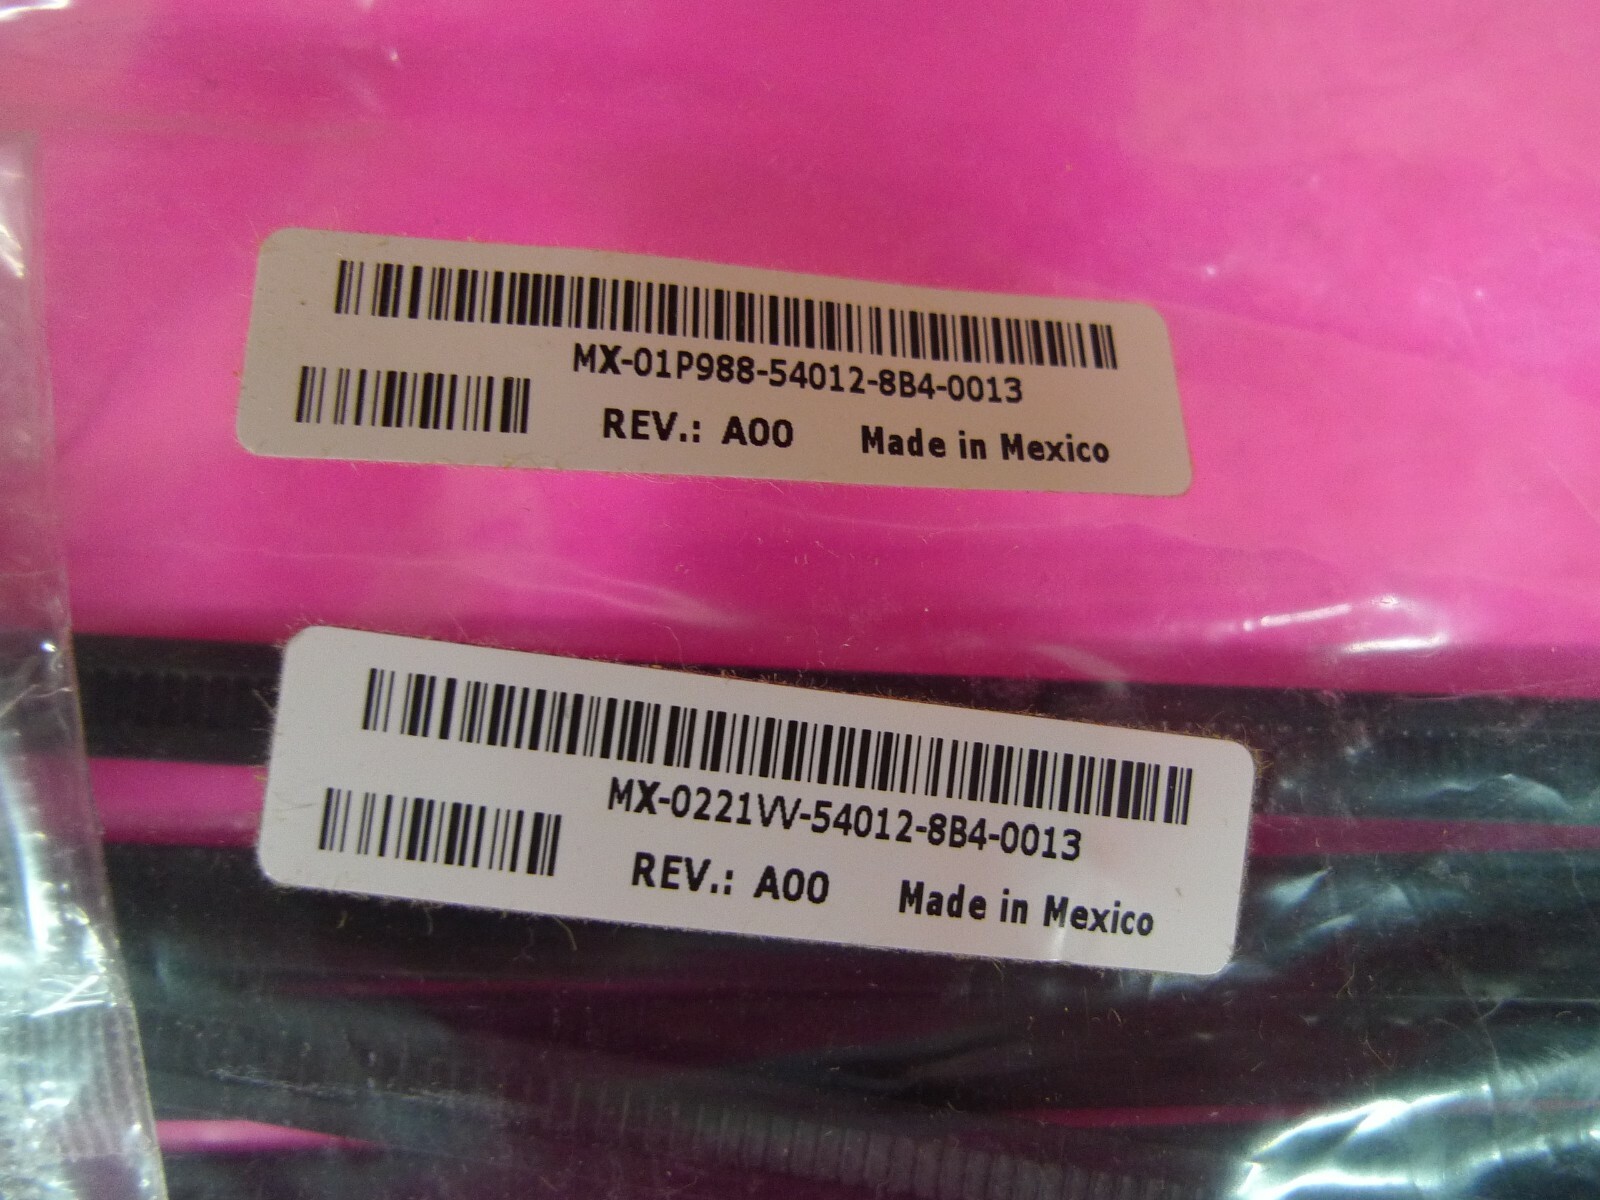 MX-01P988-54012-8B4-0013
REV.: A00 Made in Mexico
MX-0221VV-54012-8B4-0013
REV.: A00 Made in Mexico